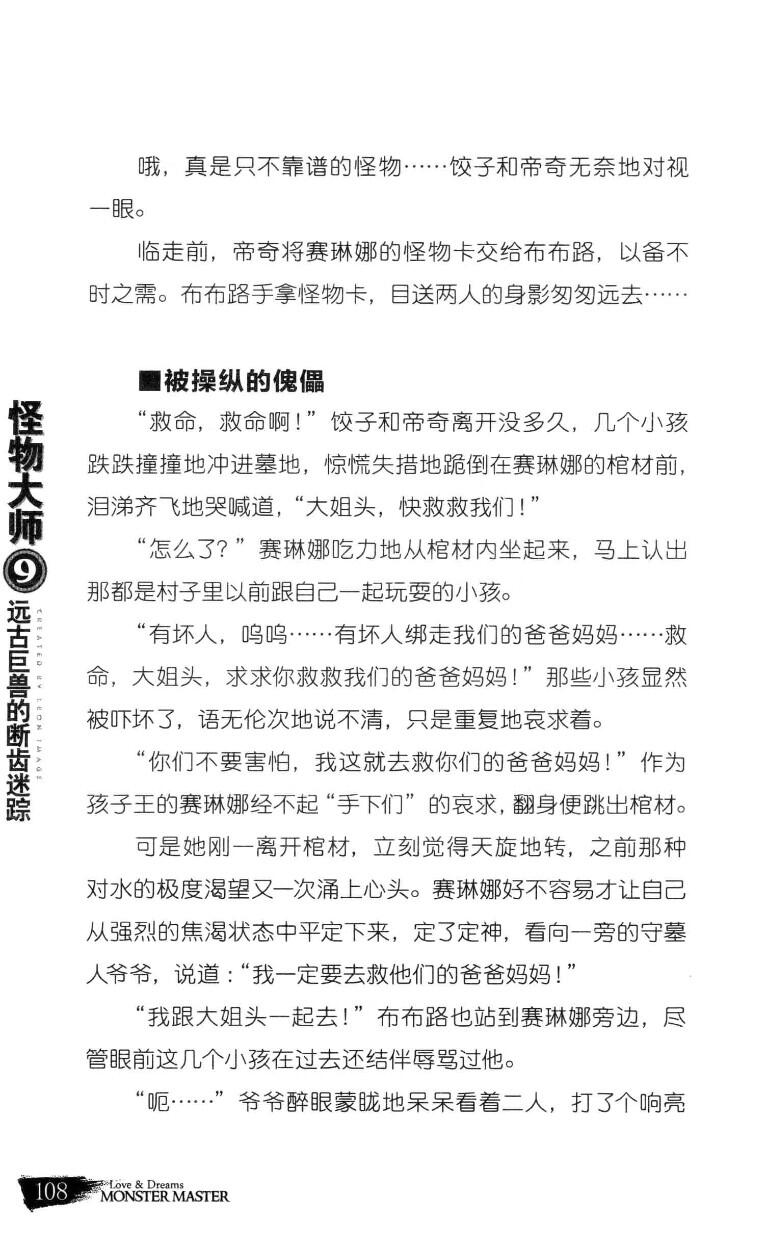 哦，真是只不靠谱的怪物……饺子和帝奇无奈地对视
一眼。
临走前，帝奇将赛琳娜的怪物卡交给布布路，以备不
时之需。布布路手拿怪物卡，目送两人的身影匆匆远去……
■被操纵的傀儡
“救命，救命啊！”饺子和帝奇离开没多久，几个小孩
跌跌撞撞地冲进墓地，惊慌失措地跪倒在赛琳娜的棺材前，
泪涕齐飞地哭喊道，“大姐头，快救救我们！”
“怎么了？”赛琳娜吃力地从棺材内坐起来，马上认出
那都是村子里以前跟自己一起玩耍的小孩。
“有坏人，呜呜……有坏人绑走我们的爸爸妈妈……救
命，大姐头，求求你救救我们的爸爸妈妈！”那些小孩显然
被吓坏了，语无伦次地说不清，只是重复地哀求着。
“你们不要害怕，我这就去救你们的爸爸妈妈！”作为
孩子王的赛琳娜经不起“手下们”的哀求，翻身便跳出棺材。
可是她刚一离开棺材，立刻觉得天旋地转，之前那种
对水的极度渴望又一次涌上心头。赛琳娜好不容易才让自己
从强烈的焦渴状态中平定下来，定了定神，看向一旁的守墓
人爷爷，说道：“我一定要去救他们的爸爸妈妈！”
“我跟大姐头一起去！”布布路也站到赛琳娜旁边，尽
管眼前这几个小孩在过去还结伴辱骂过他。
“呃……”爷爷醉眼蒙眬地呆呆看着二人，打了个响亮
怪物大师
9
远古巨兽的断齿迷踪
CREATED BY LEON IMAGE
108
Love & Dreams
MONSTER MASTER